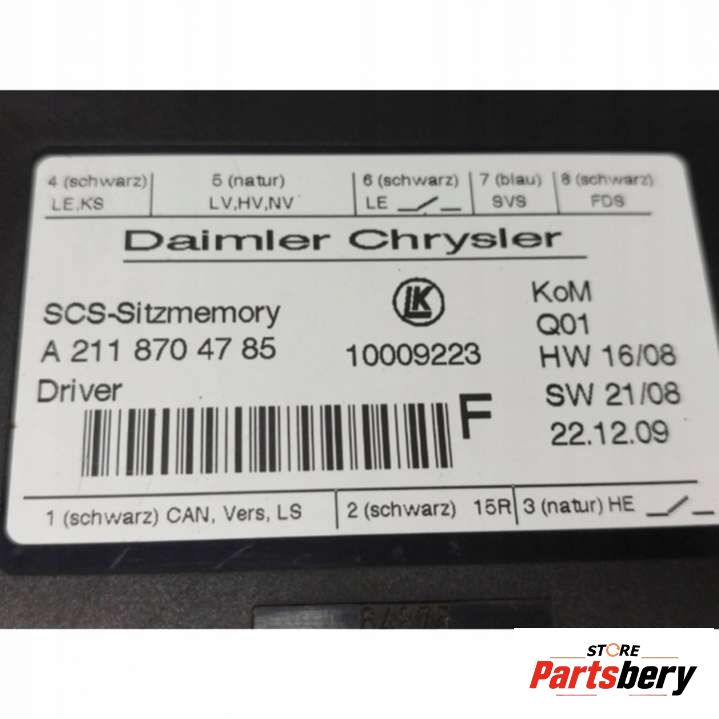 4 (schwarz) 5 (natur) 6 (schwarz) 7 (blau) 8 (schwarz)
LE,KS LV,HV,NV LE SVS FDS
Daimler Chrysler
SCS-Sitzmemory LK KoM
Q01
A 211 870 47 85 10009223 HW 16/08
Driver SW 21/08
F 22.12.09
1 (schwarz) CAN, Vers, LS 2 (schwarz) 15R 3 (natur) HE
STORE
Partsbery